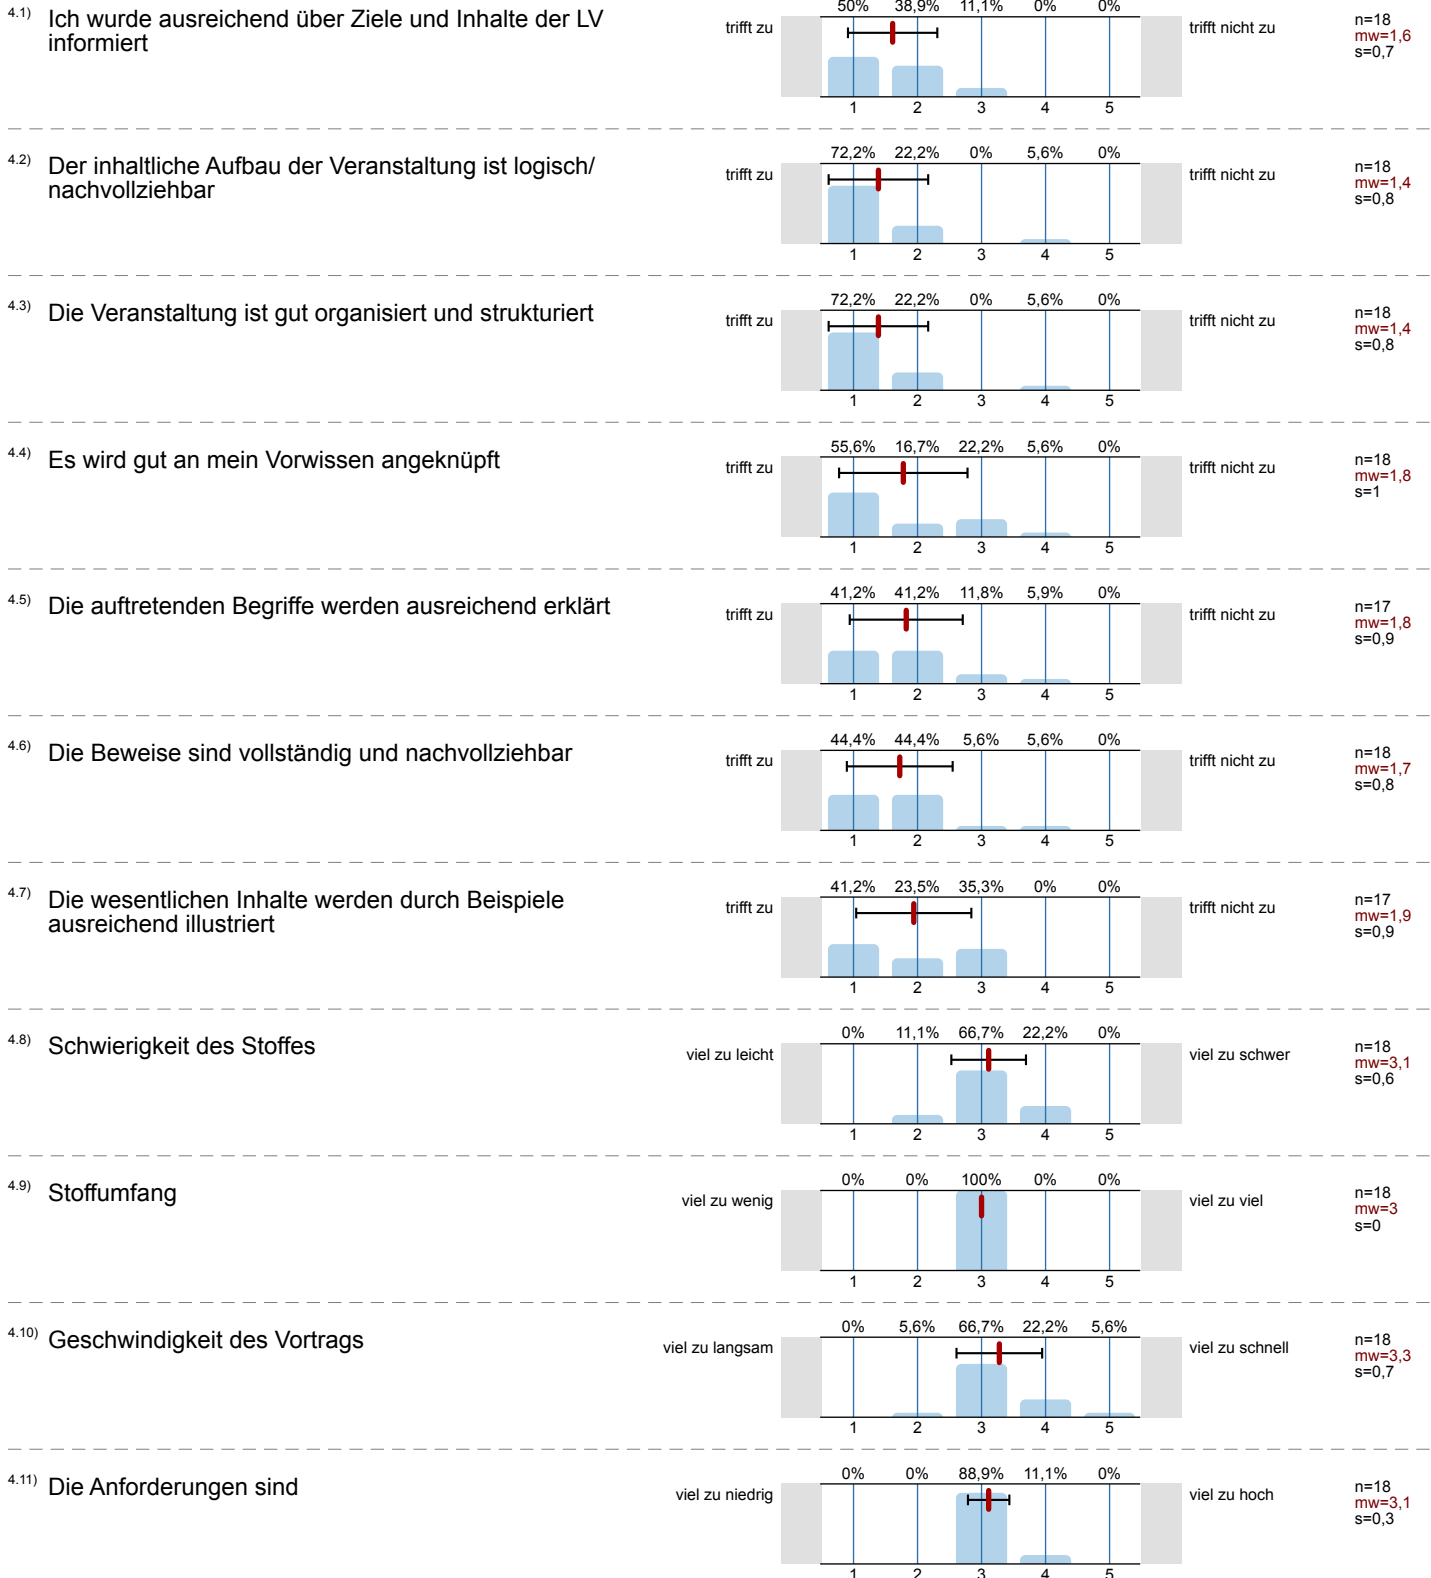 4.1) Ich wurde ausreichend über Ziele und Inhalte der LV
informiert
50% 38,9% 11,1% 0% 0%
trifft zu
trifft nicht zu
n=18
mw=1,6
s=0,7
1 2 3 4 5
4.2) Der inhaltliche Aufbau der Veranstaltung ist logisch/
nachvollziehbar
72,2% 22,2% 0% 5,6% 0%
trifft zu
trifft nicht zu
n=18
mw=1,4
s=0,8
1 2 3 4 5
4.3) Die Veranstaltung ist gut organisiert und strukturiert
72,2% 22,2% 0% 5,6% 0%
trifft zu
trifft nicht zu
n=18
mw=1,4
s=0,8
1 2 3 4 5
4.4) Es wird gut an mein Vorwissen angeknüpft
55,6% 16,7% 22,2% 5,6% 0%
trifft zu
trifft nicht zu
n=18
mw=1,8
s=1
1 2 3 4 5
4.5) Die auftretenden Begriffe werden ausreichend erklärt
41,2% 41,2% 11,8% 5,9% 0%
trifft zu
trifft nicht zu
n=17
mw=1,8
s=0,9
1 2 3 4 5
4.6) Die Beweise sind vollständig und nachvollziehbar
44,4% 44,4% 5,6% 5,6% 0%
trifft zu
trifft nicht zu
n=18
mw=1,7
s=0,8
1 2 3 4 5
4.7) Die wesentlichen Inhalte werden durch Beispiele
ausreichend illustriert
41,2% 23,5% 35,3% 0% 0%
trifft zu
trifft nicht zu
n=17
mw=1,9
s=0,9
1 2 3 4 5
4.8) Schwierigkeit des Stoffes
0% 11,1% 66,7% 22,2% 0%
viel zu leicht
viel zu schwer
n=18
mw=3,1
s=0,6
1 2 3 4 5
4.9) Stoffumfang
0% 0% 100% 0% 0%
viel zu wenig
viel zu viel
n=18
mw=3
s=0
1 2 3 4 5
4.10) Geschwindigkeit des Vortrags
0% 5,6% 66,7% 22,2% 5,6%
viel zu langsam
viel zu schnell
n=18
mw=3,3
s=0,7
1 2 3 4 5
4.11) Die Anforderungen sind
0% 0% 88,9% 11,1% 0%
viel zu niedrig
viel zu hoch
n=18
mw=3,1
s=0,3
1 2 3 4 5